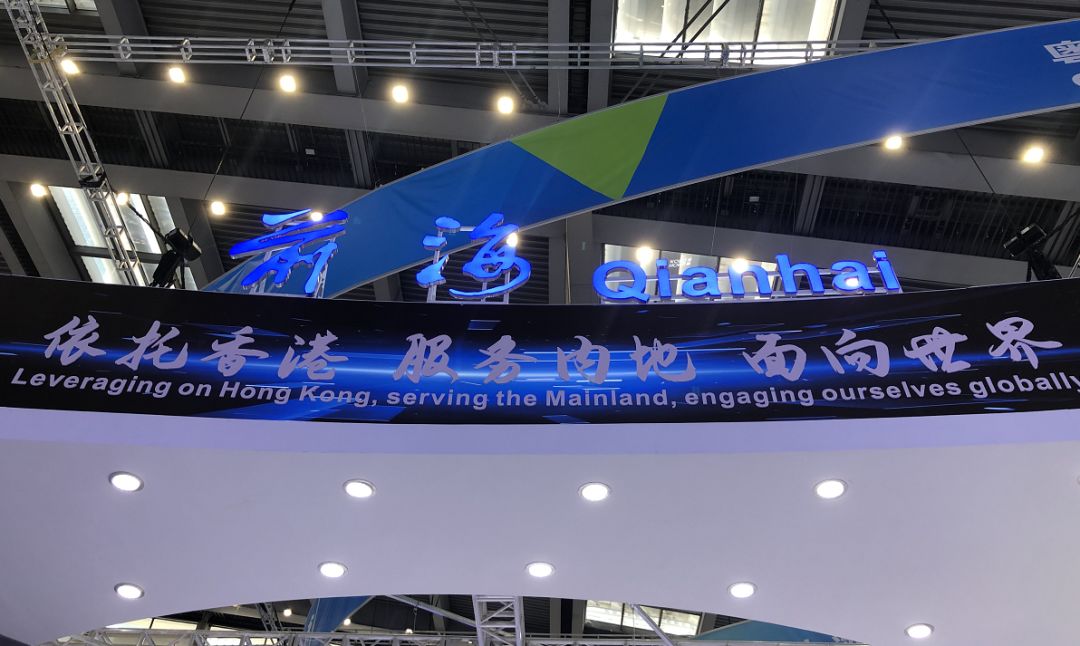 前海 Qianhai
依托香港 服务内地 面向世界
Leveraging on Hong Kong, serving the Mainland, engaging ourselves globally